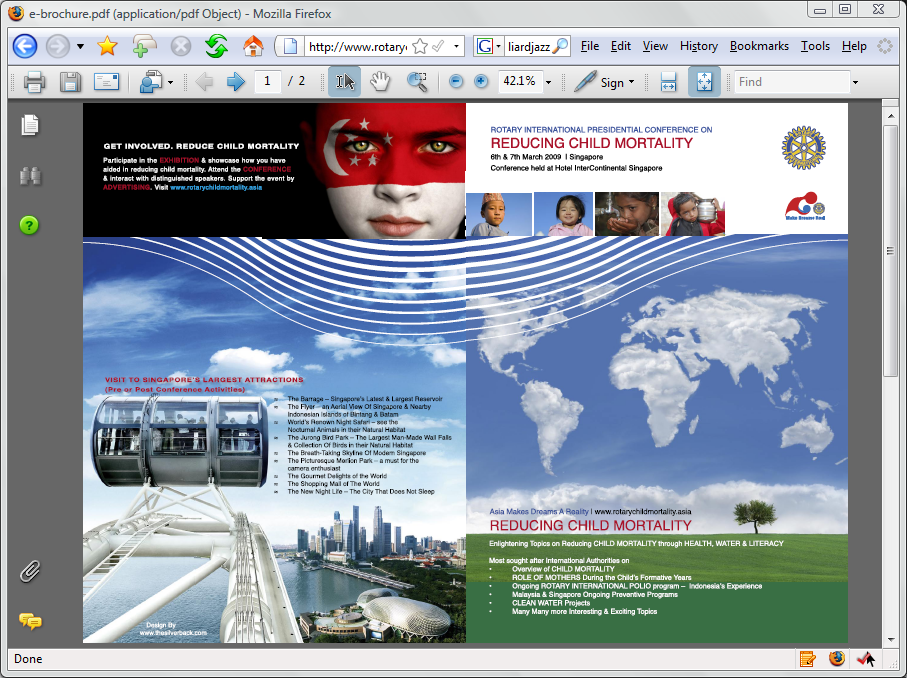 e-brochure.pdf (application/pdf Object) - Mozilla Firefox
http://www.rotary
G
liardjazz
File Edit View History Bookmarks Tools Help
1 / 2
42.1%
Sign
Find
GET INVOLVED. REDUCE CHILD MORTALITY
Participate in the EXHIBITION & showcase how you have
aided in reducing child mortality. Attend the CONFERENCE
& interact with distinguished speakers. Support the event by
ADVERTISING. Visit www.rotarychildmortality.asia
ROTARY INTERNATIONAL PRESIDENTIAL CONFERENCE ON
REDUCING CHILD MORTALITY
6th & 7th March 2009 I Singapore
Conference held at Hotel InterContinental Singapore
Make Dreams Real
VISIT TO SINGAPORE'S LARGEST ATTRACTIONS
(Pre or Post Conference Activities)
The Barrage – Singapore's Latest & Largest Reservoir
The Flyer – an Aerial View Of Singapore & Nearby
Indonesian Islands of Bintang & Batam
World's Renown Night Safari – see the
Nocturnal Animals in their Natural Habitat
The Jurong Bird Park – The Largest Man-Made Wall Falls
& Collection Of Birds in their Natural Habitat
The Breath-Taking Skyline Of Modern Singapore
The Picturesque Merlion Park – a must for the
camera enthusiast
The Gourmet Delights of the World
The Shopping Mall of The World
The New Night Life – The City That Does Not Sleep
Design By
www.thesilverback.com
Asia Makes Dreams A Reality I www.rotarychildmortality.asia
REDUCING CHILD MORTALITY
Enlightening Topics on Reducing CHILD MORTALITY through HEALTH, WATER & LITERACY
Most sought after International Authorities on
• Overview of CHILD MORTALITY
• ROLE OF MOTHERS During the Child's Formative Years
• Ongoing ROTARY INTERNATIONAL POLIO program – Indonesia's Experience
• Malaysia & Singapore Ongoing Preventive Programs
• CLEAN WATER Projects
• Many Many more Interesting & Exciting Topics
Done